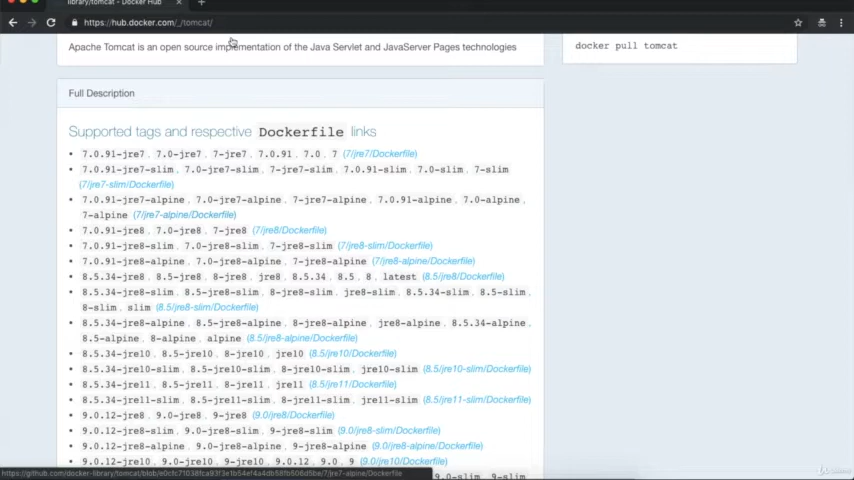 library/tomcat - Docker Hub
https://hub.docker.com/_/tomcat/
Apache Tomcat is an open source implementation of the Java Servlet and JavaServer Pages technologies
docker pull tomcat
Full Description
Supported tags and respective Dockerfile links
7.0.91-jre7, 7.0-jre7, 7-jre7, 7.0.91, 7.0, 7 (7/jre7/Dockerfile)
7.0.91-jre7-slim, 7.0-jre7-slim, 7-jre7-slim, 7.0.91-slim, 7.0-slim, 7-slim
(7/jre7-slim/Dockerfile)
7.0.91-jre7-alpine, 7.0-jre7-alpine, 7-jre7-alpine, 7.0.91-alpine, 7.0-alpine,
7-alpine (7/jre7-alpine/Dockerfile)
7.0.91-jre8, 7.0-jre8, 7-jre8 (7/jre8/Dockerfile)
7.0.91-jre8-slim, 7.0-jre8-slim, 7-jre8-slim (7/jre8-slim/Dockerfile)
7.0.91-jre8-alpine, 7.0-jre8-alpine, 7-jre8-alpine (7/jre8-alpine/Dockerfile)
8.5.34-jre8, 8.5-jre8, 8-jre8, jre8, 8.5.34, 8.5, 8, latest (8.5/jre8/Dockerfile)
8.5.34-jre8-slim, 8.5-jre8-slim, 8-jre8-slim, jre8-slim, 8.5.34-slim, 8.5-slim,
8-slim, slim (8.5/jre8-slim/Dockerfile)
8.5.34-jre8-alpine, 8.5-jre8-alpine, 8-jre8-alpine, jre8-alpine, 8.5.34-alpine,
8.5-alpine, 8-alpine, alpine (8.5/jre8-alpine/Dockerfile)
8.5.34-jre10, 8.5-jre10, 8-jre10, jre10 (8.5/jre10/Dockerfile)
8.5.34-jre10-slim, 8.5-jre10-slim, 8-jre10-slim, jre10-slim (8.5/jre10-slim/Dockerfile)
8.5.34-jre11, 8.5-jre11, 8-jre11, jre11 (8.5/jre11/Dockerfile)
8.5.34-jre11-slim, 8.5-jre11-slim, 8-jre11-slim, jre11-slim (8.5/jre11-slim/Dockerfile)
9.0.12-jre8, 9.0-jre8, 9-jre8 (9.0/jre8/Dockerfile)
9.0.12-jre8-slim, 9.0-jre8-slim, 9-jre8-slim (9.0/jre8-slim/Dockerfile)
9.0.12-jre8-alpine, 9.0-jre8-alpine, 9-jre8-alpine (9.0/jre8-alpine/Dockerfile)
9.0.12-jre10, 9.0-jre10, 9-jre10, 9.0.12, 9.0, 9 (9.0/jre10/Dockerfile)
9.0-slim, 9-slim